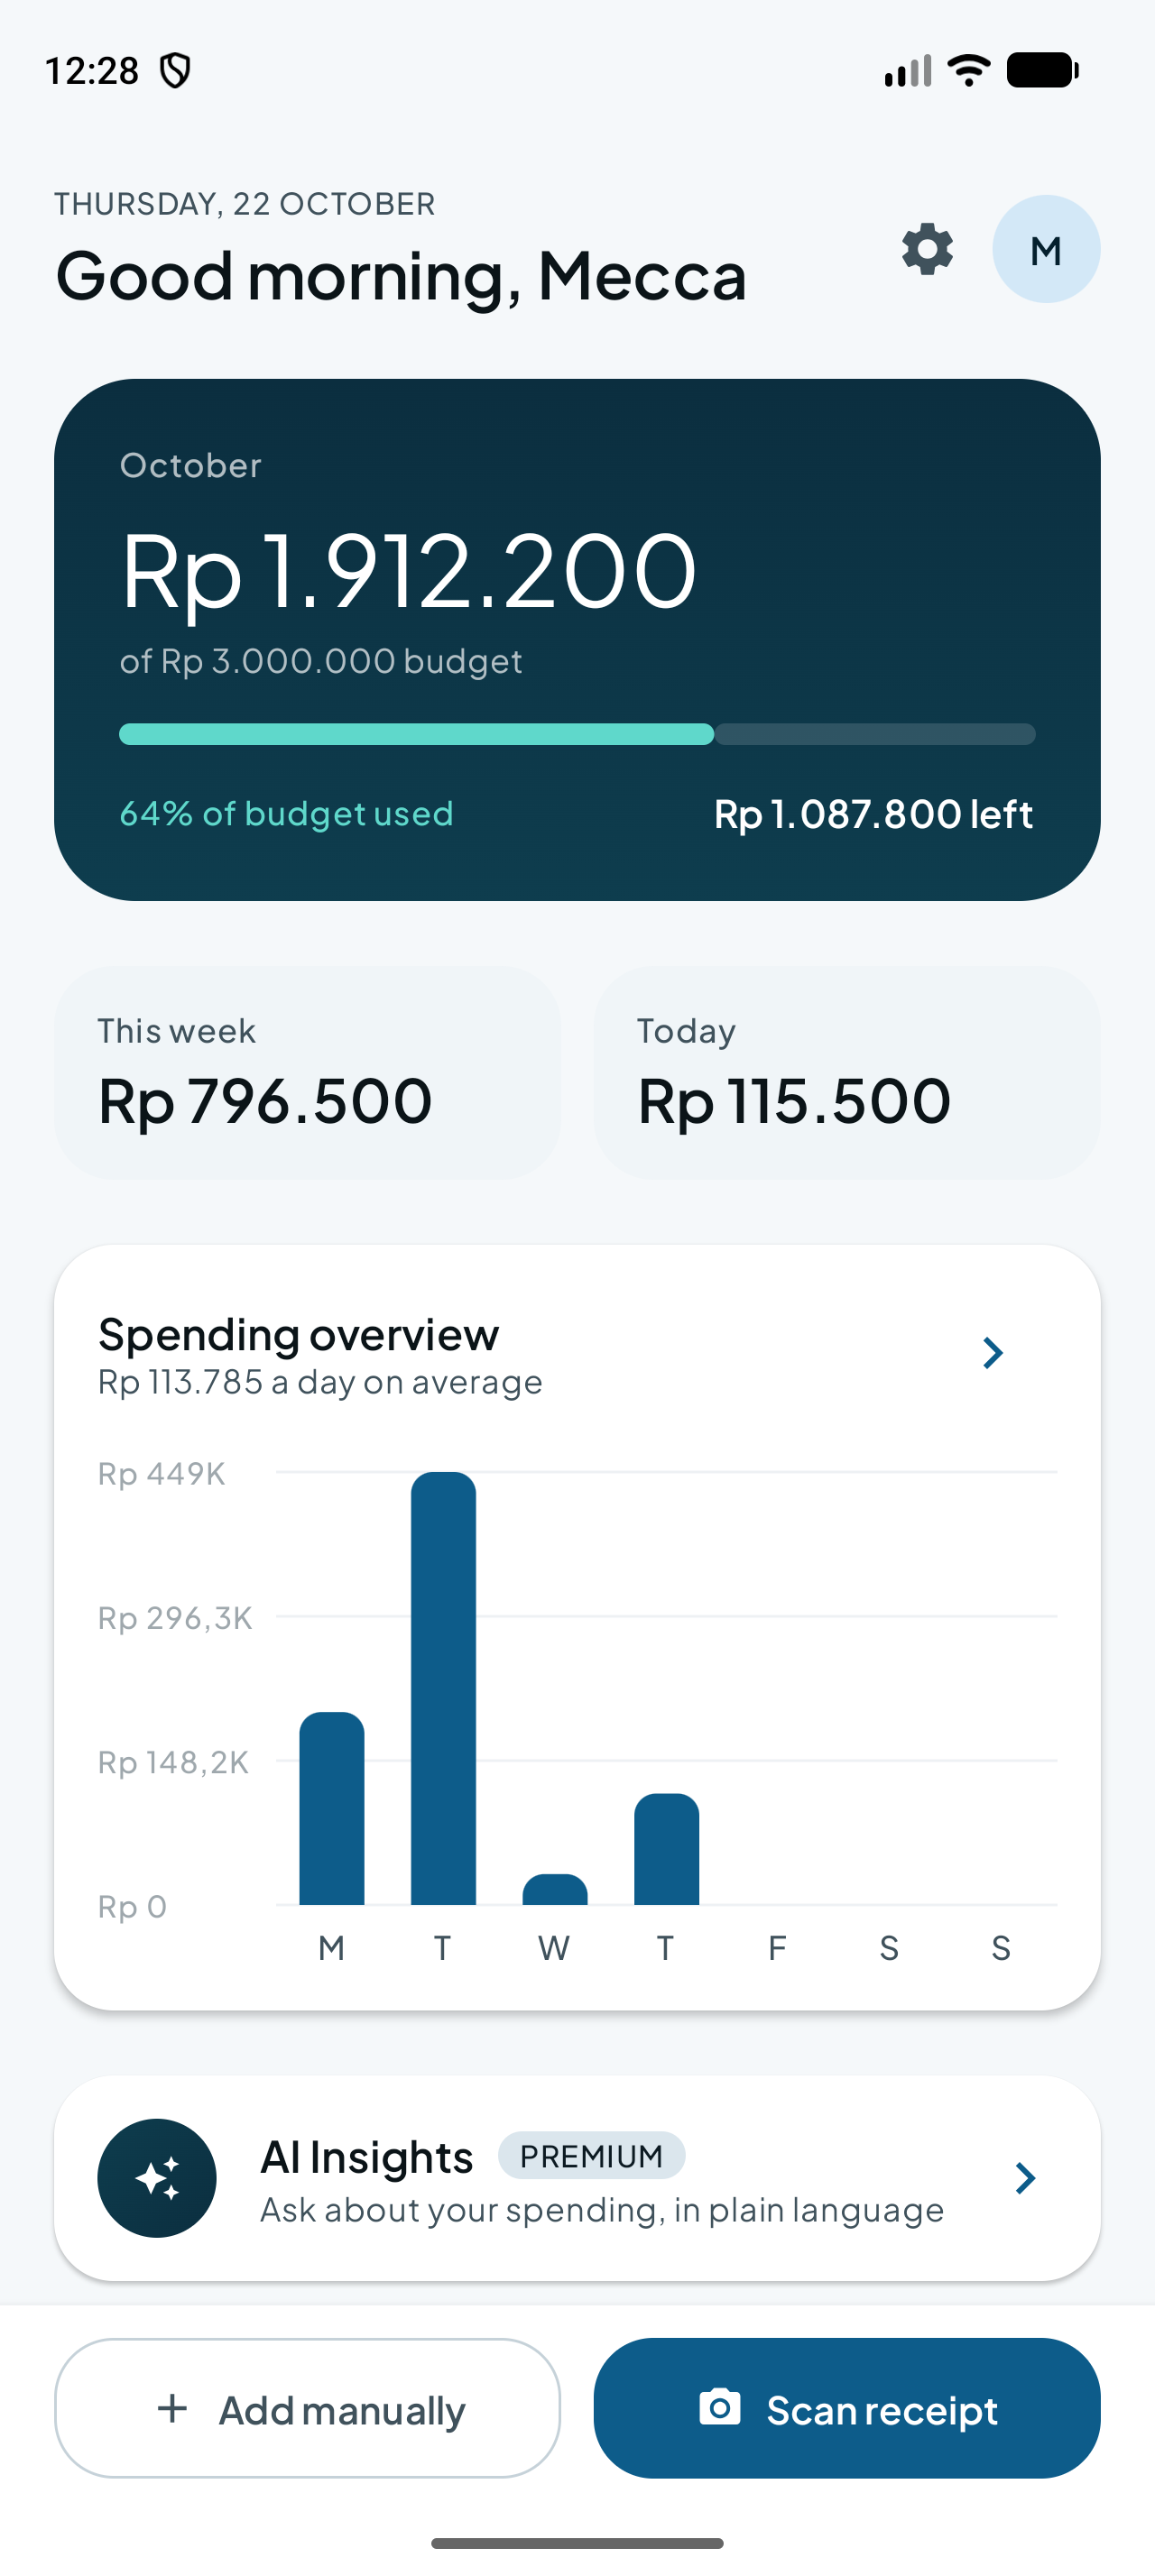 12:28
THURSDAY, 22 OCTOBER
Good morning, Mecca
M
October
Rp 1.912.200
of Rp 3.000.000 budget
64% of budget used
Rp 1.087.800 left
This week
Rp 796.500
Today
Rp 115.500
Spending overview
Rp 113.785 a day on average
Rp 449K
Rp 296,3K
Rp 148,2K
Rp 0
M T W T F S S
AI Insights PREMIUM
Ask about your spending, in plain language
+ Add manually
Scan receipt